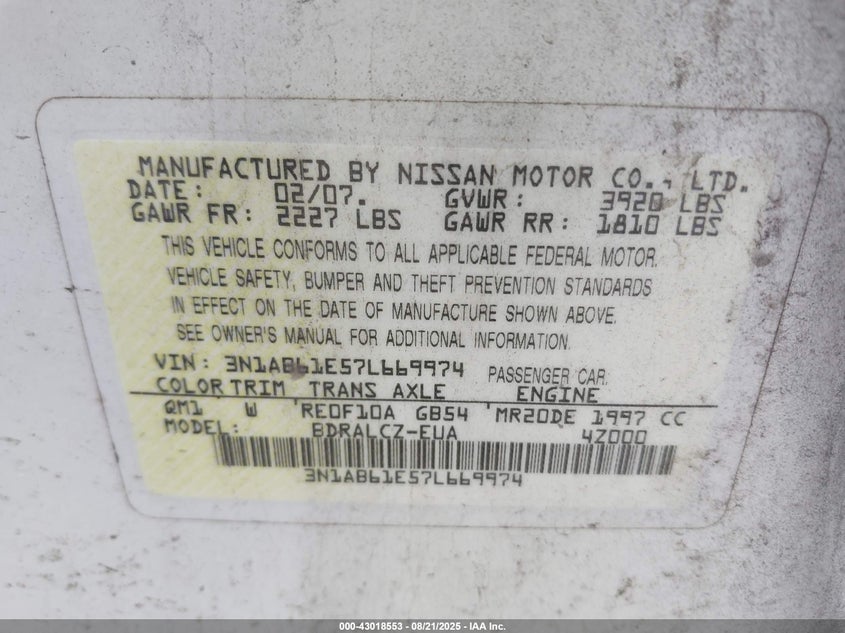 MANUFACTURED BY NISSAN MOTOR CO., LTD.
DATE: 02/07. GVWR: 3920 LBS
GAWR FR: 2227 LBS GAWR RR: 1810 LBS
THIS VEHICLE CONFORMS TO ALL APPLICABLE FEDERAL MOTOR
VEHICLE SAFETY, BUMPER AND THEFT PREVENTION STANDARDS
IN EFFECT ON THE DATE OF MANUFACTURE SHOWN ABOVE.
SEE OWNER'S MANUAL FOR ADDITIONAL INFORMATION.
VIN: 3N1AB61E57L669974 PASSENGER CAR
COLOR TRIM TRANS AXLE ENGINE
QM1 W 'RE0F10A GB54 'MR20DE 1997 CC
MODEL: BDRALCZ-EUA 4Z000
3N1AB61E57L669974
000-43018553 - 08/21/2025 - IAA Inc.